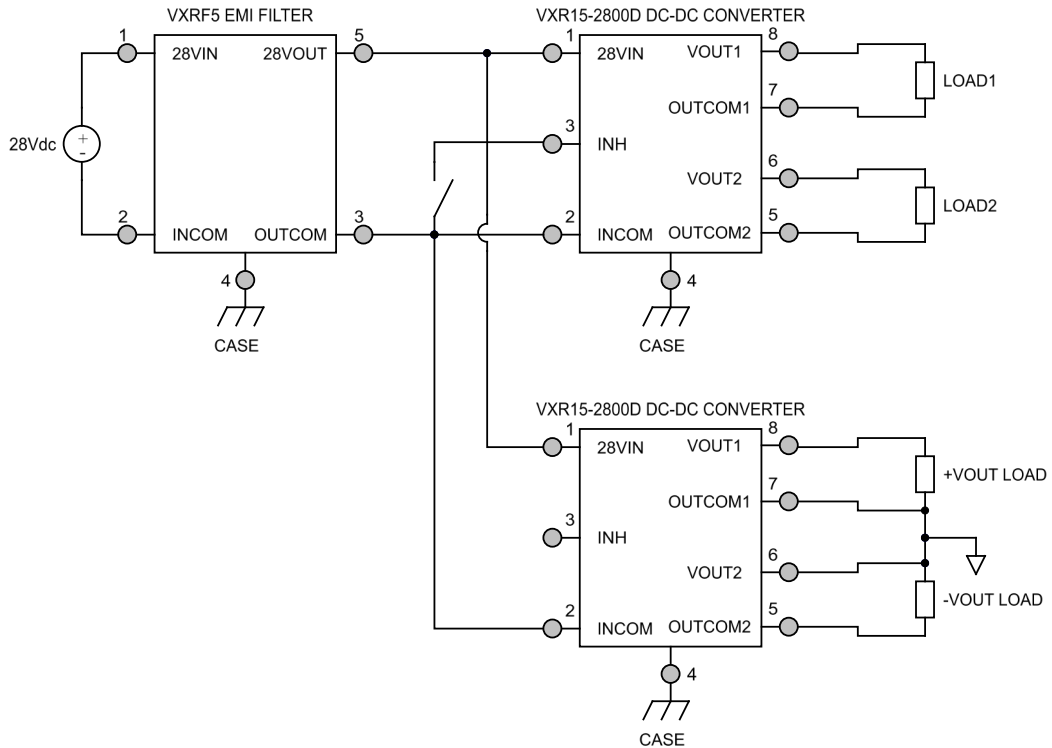 VXRF5 EMI FILTER
1
28VIN
28VOUT
5
28Vdc
+
-
2
INCOM
OUTCOM
3
4
CASE
VXR15-2800D DC-DC CONVERTER
1
28VIN
VOUT1
8
OUTCOM1
7
3
INH
VOUT2
6
2
INCOM
OUTCOM2
5
4
CASE
LOAD1
LOAD2
VXR15-2800D DC-DC CONVERTER
1
28VIN
VOUT1
8
OUTCOM1
7
3
INH
VOUT2
6
2
INCOM
OUTCOM2
5
4
CASE
+VOUT LOAD
-VOUT LOAD